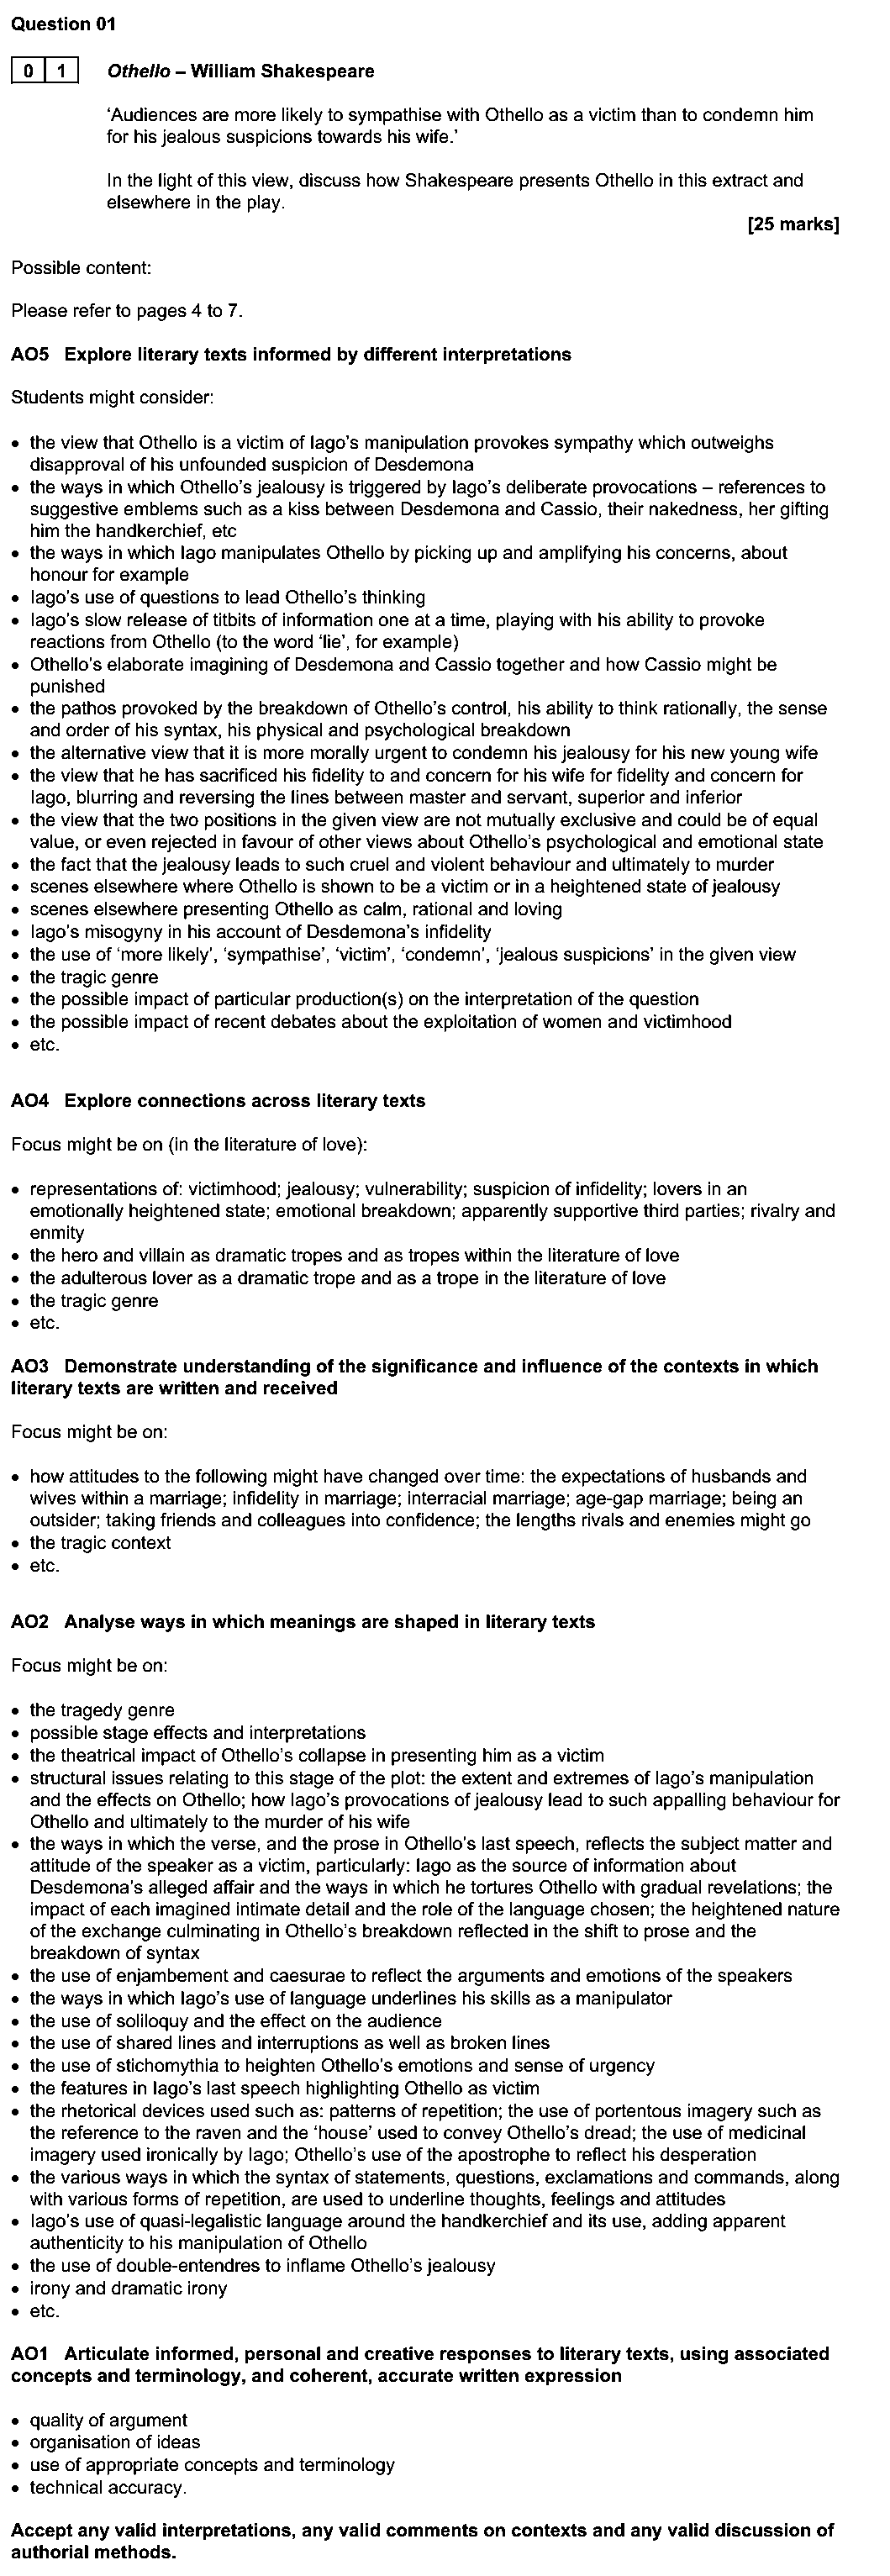 Question 01
0 1 Othello – William Shakespeare
‘Audiences are more likely to sympathise with Othello as a victim than to condemn him
for his jealous suspicions towards his wife.’
In the light of this view, discuss how Shakespeare presents Othello in this extract and
elsewhere in the play.
[25 marks]
Possible content:
Please refer to pages 4 to 7.
AO5 Explore literary texts informed by different interpretations
Students might consider:
• the view that Othello is a victim of Iago’s manipulation provokes sympathy which outweighs
disapproval of his unfounded suspicion of Desdemona
• the ways in which Othello’s jealousy is triggered by Iago’s deliberate provocations – references to
suggestive emblems such as a kiss between Desdemona and Cassio, their nakedness, her gifting
him the handkerchief, etc
• the ways in which Iago manipulates Othello by picking up and amplifying his concerns, about
honour for example
• Iago’s use of questions to lead Othello’s thinking
• Iago’s slow release of titbits of information one at a time, playing with his ability to provoke
reactions from Othello (to the word ‘lie’, for example)
• Othello’s elaborate imagining of Desdemona and Cassio together and how Cassio might be
punished
• the pathos provoked by the breakdown of Othello’s control, his ability to think rationally, the sense
and order of his syntax, his physical and psychological breakdown
• the alternative view that it is more morally urgent to condemn his jealousy for his new young wife
• the view that he has sacrificed his fidelity to and concern for his wife for fidelity and concern for
Iago, blurring and reversing the lines between master and servant, superior and inferior
• the view that the two positions in the given view are not mutually exclusive and could be of equal
value, or even rejected in favour of other views about Othello’s psychological and emotional state
• the fact that the jealousy leads to such cruel and violent behaviour and ultimately to murder
• scenes elsewhere where Othello is shown to be a victim or in a heightened state of jealousy
• scenes elsewhere presenting Othello as calm, rational and loving
• Iago’s misogyny in his account of Desdemona’s infidelity
• the use of ‘more likely’, ‘sympathise’, ‘victim’, ‘condemn’, ‘jealous suspicions’ in the given view
• the tragic genre
• the possible impact of particular production(s) on the interpretation of the question
• the possible impact of recent debates about the exploitation of women and victimhood
• etc.
AO4 Explore connections across literary texts
Focus might be on (in the literature of love):
• representations of: victimhood; jealousy; vulnerability; suspicion of infidelity; lovers in an
emotionally heightened state; emotional breakdown; apparently supportive third parties; rivalry and
enmity
• the hero and villain as dramatic tropes and as tropes within the literature of love
• the adulterous lover as a dramatic trope and as a trope in the literature of love
• the tragic genre
• etc.
AO3 Demonstrate understanding of the significance and influence of the contexts in which
literary texts are written and received
Focus might be on:
• how attitudes to the following might have changed over time: the expectations of husbands and
wives within a marriage; infidelity in marriage; interracial marriage; age-gap marriage; being an
outsider; taking friends and colleagues into confidence; the lengths rivals and enemies might go
• the tragic context
• etc.
AO2 Analyse ways in which meanings are shaped in literary texts
Focus might be on:
• the tragedy genre
• possible stage effects and interpretations
• the theatrical impact of Othello’s collapse in presenting him as a victim
• structural issues relating to this stage of the plot: the extent and extremes of Iago’s manipulation
and the effects on Othello; how Iago’s provocations of jealousy lead to such appalling behaviour for
Othello and ultimately to the murder of his wife
• the ways in which the verse, and the prose in Othello’s last speech, reflects the subject matter and
attitude of the speaker as a victim, particularly: Iago as the source of information about
Desdemona’s alleged affair and the ways in which he tortures Othello with gradual revelations; the
impact of each imagined intimate detail and the role of the language chosen; the heightened nature
of the exchange culminating in Othello’s breakdown reflected in the shift to prose and the
breakdown of syntax
• the use of enjambement and caesurae to reflect the arguments and emotions of the speakers
• the ways in which Iago’s use of language underlines his skills as a manipulator
• the use of soliloquy and the effect on the audience
• the use of shared lines and interruptions as well as broken lines
• the use of stichomythia to heighten Othello’s emotions and sense of urgency
• the features in Iago’s last speech highlighting Othello as victim
• the rhetorical devices used such as: patterns of repetition; the use of portentous imagery such as
the reference to the raven and the ‘house’ used to convey Othello’s dread; the use of medicinal
imagery used ironically by Iago; Othello’s use of the apostrophe to reflect his desperation
• the various ways in which the syntax of statements, questions, exclamations and commands, along
with various forms of repetition, are used to underline thoughts, feelings and attitudes
• Iago’s use of quasi-legalistic language around the handkerchief and its use, adding apparent
authenticity to his manipulation of Othello
• the use of double-entendres to inflame Othello’s jealousy
• irony and dramatic irony
• etc.
AO1 Articulate informed, personal and creative responses to literary texts, using associated
concepts and terminology, and coherent, accurate written expression
• quality of argument
• organisation of ideas
• use of appropriate concepts and terminology
• technical accuracy.
Accept any valid interpretations, any valid comments on contexts and any valid discussion of
authorial methods.